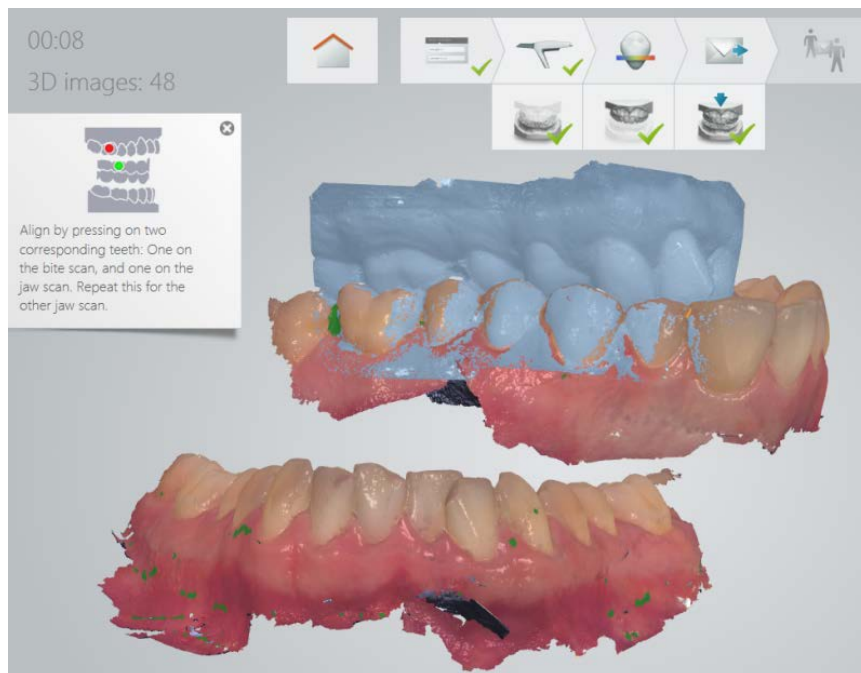 00:08
3D images: 48
Align by pressing on two
corresponding teeth: One on
the bite scan, and one on the
jaw scan. Repeat this for the
other jaw scan.